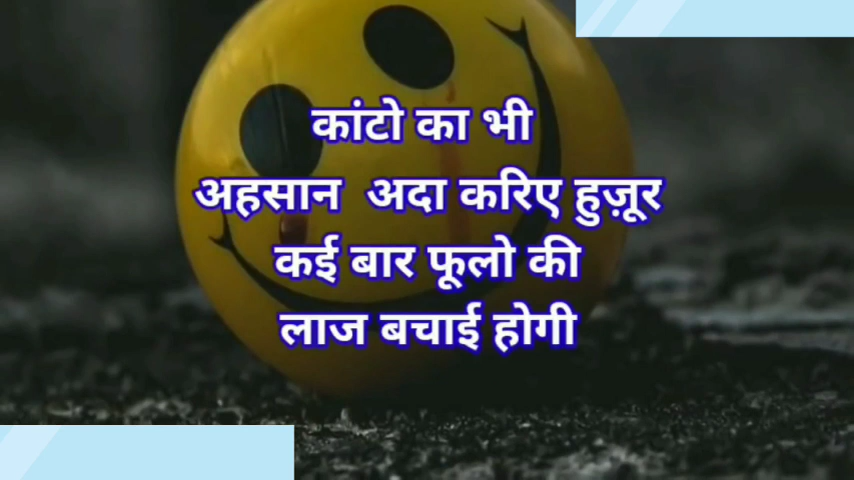 कांटो का भी
अहसान अदा करिए हुज़ूर
कई बार फूलो की
लाज बचाई होगी